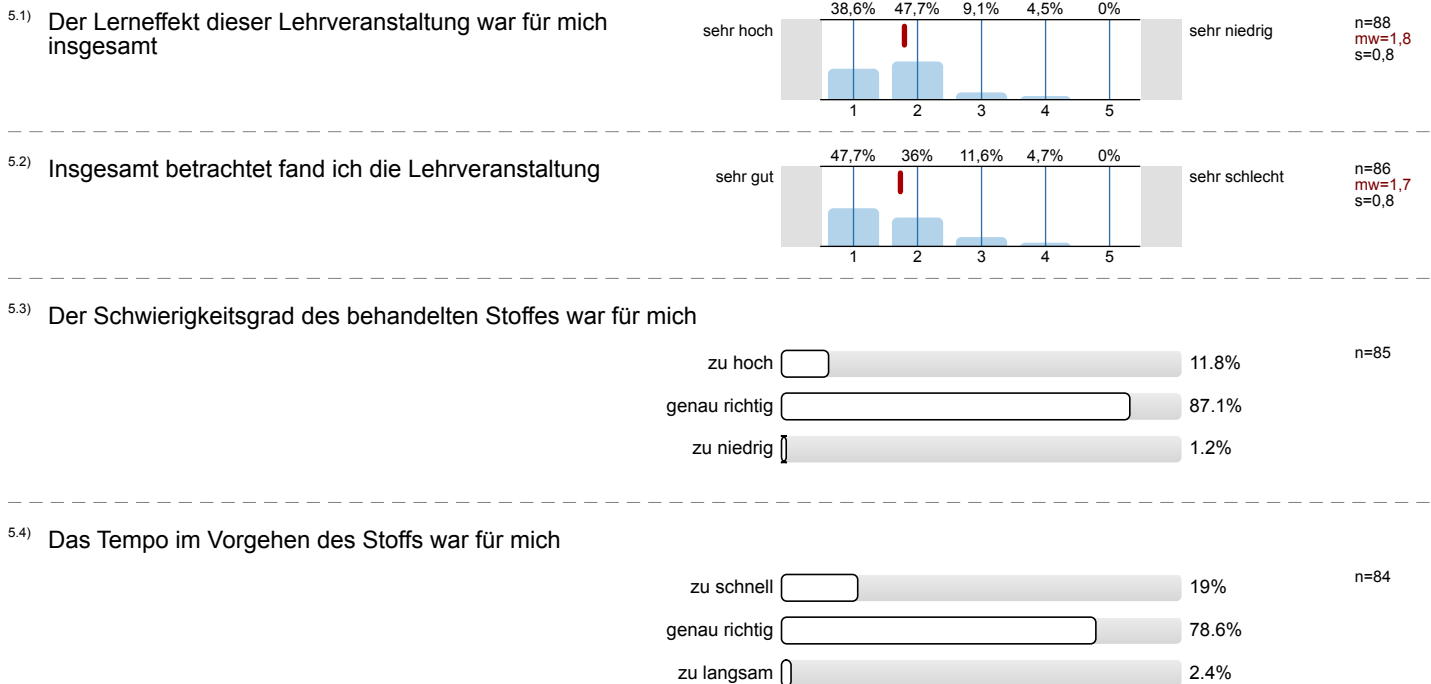 5.1) Der Lerneffekt dieser Lehrveranstaltung war für mich
insgesamt
38,6% 47,7% 9,1% 4,5% 0%
sehr hoch
sehr niedrig
1 2 3 4 5
n=88
mw=1,8
s=0,8
5.2) Insgesamt betrachtet fand ich die Lehrveranstaltung
47,7% 36% 11,6% 4,7% 0%
sehr gut
sehr schlecht
1 2 3 4 5
n=86
mw=1,7
s=0,8
5.3) Der Schwierigkeitsgrad des behandelten Stoffes war für mich
zu hoch 11.8% n=85
genau richtig 87.1%
zu niedrig 1.2%
5.4) Das Tempo im Vorgehen des Stoffs war für mich
zu schnell 19% n=84
genau richtig 78.6%
zu langsam 2.4%